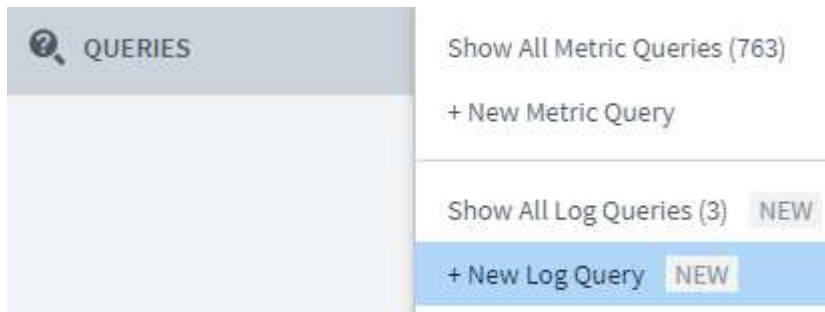 QUERIES
Show All Metric Queries (763)
+ New Metric Query
Show All Log Queries (3) NEW
+ New Log Query NEW